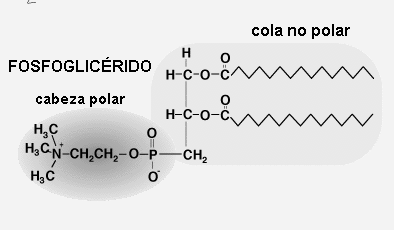 cola no polar
FOSFOGLICÉRIDO
cabeza polar
H O
H-C-O-C
H-C-O-C
O
H₃C
H₃C-N⁺-CH₂CH₂-O-P-CH₂
H₃C
O
O⁻